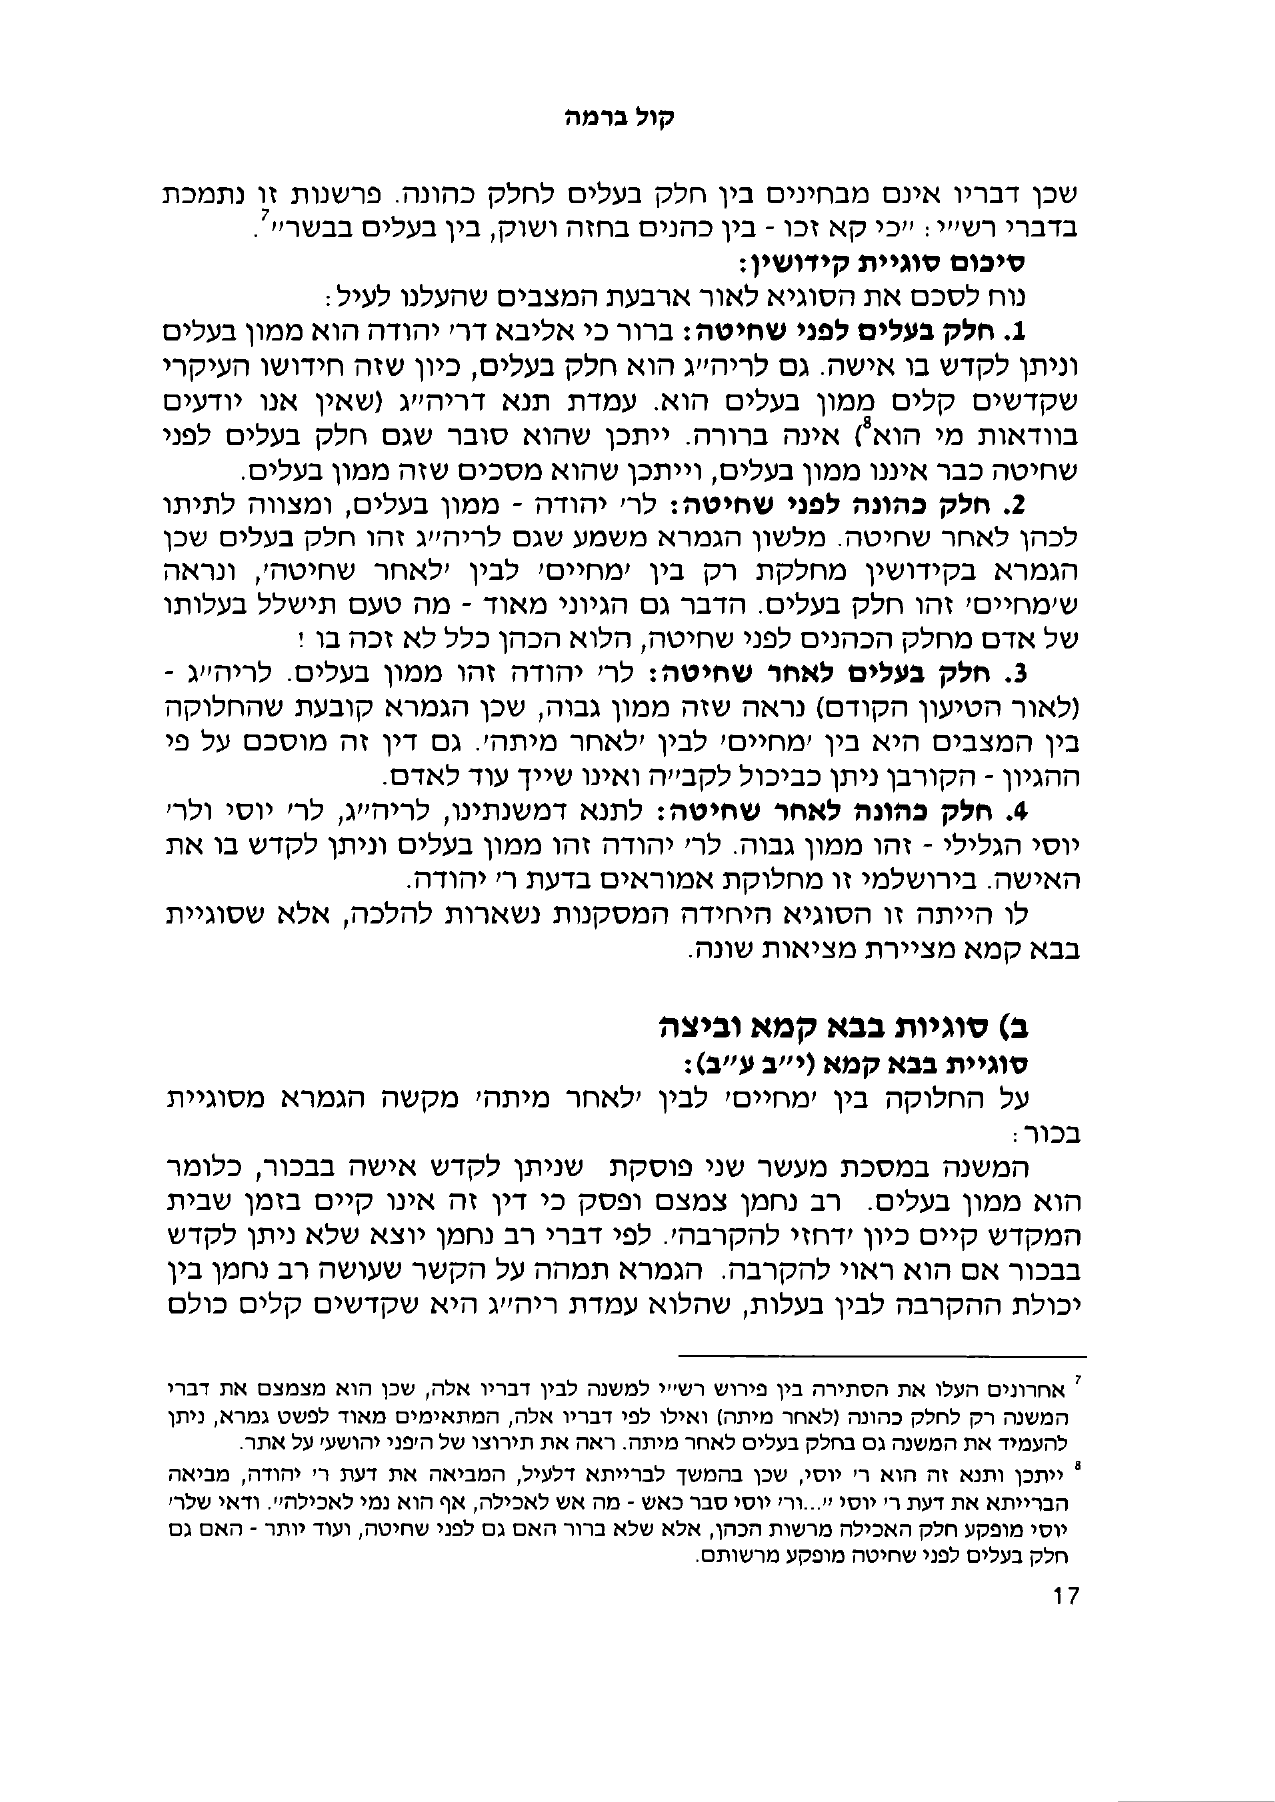 קול ברמה
שכן דבריו אינם מבחינים בין חלק בעלים לחלק כהונה. פרשנות זו נתמכת
בדברי רש״י: ״כי קא זכו - בין כהנים בחזה ושוק, בין בעלים בבשר״7.
סיכום סוגיית קידושין:
נוח לסכם את הסוגיא לאור ארבעת המצבים שהעלנו לעיל:
1. חלק בעלים לפני שחיטה: ברור כי אליבא דר׳ יהודה הוא ממון בעלים
וניתן לקדש בו אישה. גם לריה״ג הוא חלק בעלים, כיון שזה חידושו העיקרי
שקדשים קלים ממון בעלים הוא. עמדת תנא דריה״ג (שאין אנו יודעים
בוודאות מי הוא8) אינה ברורה. ייתכן שהוא סובר שגם חלק בעלים לפני
שחיטה כבר איננו ממון בעלים, וייתכן שהוא מסכים שזה ממון בעלים.
2. חלק כהונה לפני שחיטה: לר׳ יהודה - ממון בעלים, ומצווה לתיתו
לכהן לאחר שחיטה. מלשון הגמרא משמע שגם לריה״ג זהו חלק בעלים שכן
הגמרא בקידושין מחלקת רק בין ׳מחיים׳ לבין ׳לאחר שחיטה׳, ונראה
ש׳מחיים׳ זהו חלק בעלים. הדבר גם הגיוני מאוד - מה טעם תישלל בעלותו
של אדם מחלק הכהנים לפני שחיטה, הלוא הכהן כלל לא זכה בו !
3. חלק בעלים לאחר שחיטה: לר׳ יהודה זהו ממון בעלים. לריה״ג -
(לאור הטיעון הקודם) נראה שזה ממון גבוה, שכן הגמרא קובעת שהחלוקה
בין המצבים היא בין ׳מחיים׳ לבין ׳לאחר מיתה׳. גם דין זה מוסכם על פי
ההגיון - הקורבן ניתן כביכול לקב״ה ואינו שייך עוד לאדם.
4. חלק כהונה לאחר שחיטה: לתנא דמשנתינו, לריה״ג, לר׳ יוסי ולר׳
יוסי הגלילי - זהו ממון גבוה. לר׳ יהודה זהו ממון בעלים וניתן לקדש בו את
האישה. בירושלמי זו מחלוקת אמוראים בדעת ר׳ יהודה.
לו הייתה זו הסוגיא היחידה המסקנות נשארות להלכה, אלא שסוגיית
בבא קמא מציירת מציאות שונה.
ב) סוגיות בבא קמא וביצה
סוגיית בבא קמא (י״ב ע״ב):
על החלוקה בין ׳מחיים׳ לבין ׳לאחר מיתה׳ מקשה הגמרא מסוגיית
בכור:
המשנה במסכת מעשר שני פוסקת שניתן לקדש אישה בבכור, כלומר
הוא ממון בעלים. רב נחמן צמצם ופסק כי דין זה אינו קיים בזמן שבית
המקדש קיים כיון ׳דחזי להקרבה׳. לפי דברי רב נחמן יוצא שלא ניתן לקדש
בבכור אם הוא ראוי להקרבה. הגמרא תמהה על הקשר שעושה רב נחמן בין
יכולת ההקרבה לבין בעלות, שהלוא עמדת ריה״ג היא שקדשים קלים כולם
7 אחרונים העלו את הסתירה בין פירוש רש״י למשנה לבין דבריו אלה, שכן הוא מצמצם את דברי
המשנה רק לחלק כהונה (לאחר מיתה) ואילו לפי דבריו אלה, המתאימים מאוד לפשט גמרא, ניתן
להעמיד את המשנה גם בחלק בעלים לאחר מיתה. ראה את תירוצו של ה׳פני יהושע׳ על אתר.
8 ייתכן ותנא זה הוא ר׳ יוסי, שכן בהמשך לברייתא דלעיל, המביאה את דעת ר׳ יהודה, מביאה
הברייתא את דעת ר׳ יוסי ״...ור׳ יוסי סבר כאש - מה אש לאכילה, אף הוא נמי לאכילה״. ודאי שלר׳
יוסי מופקע חלק האכילה מרשות הכהן, אלא שלא ברור האם גם לפני שחיטה, ועוד יותר - האם גם
חלק בעלים לפני שחיטה מופקע מרשותם.
17